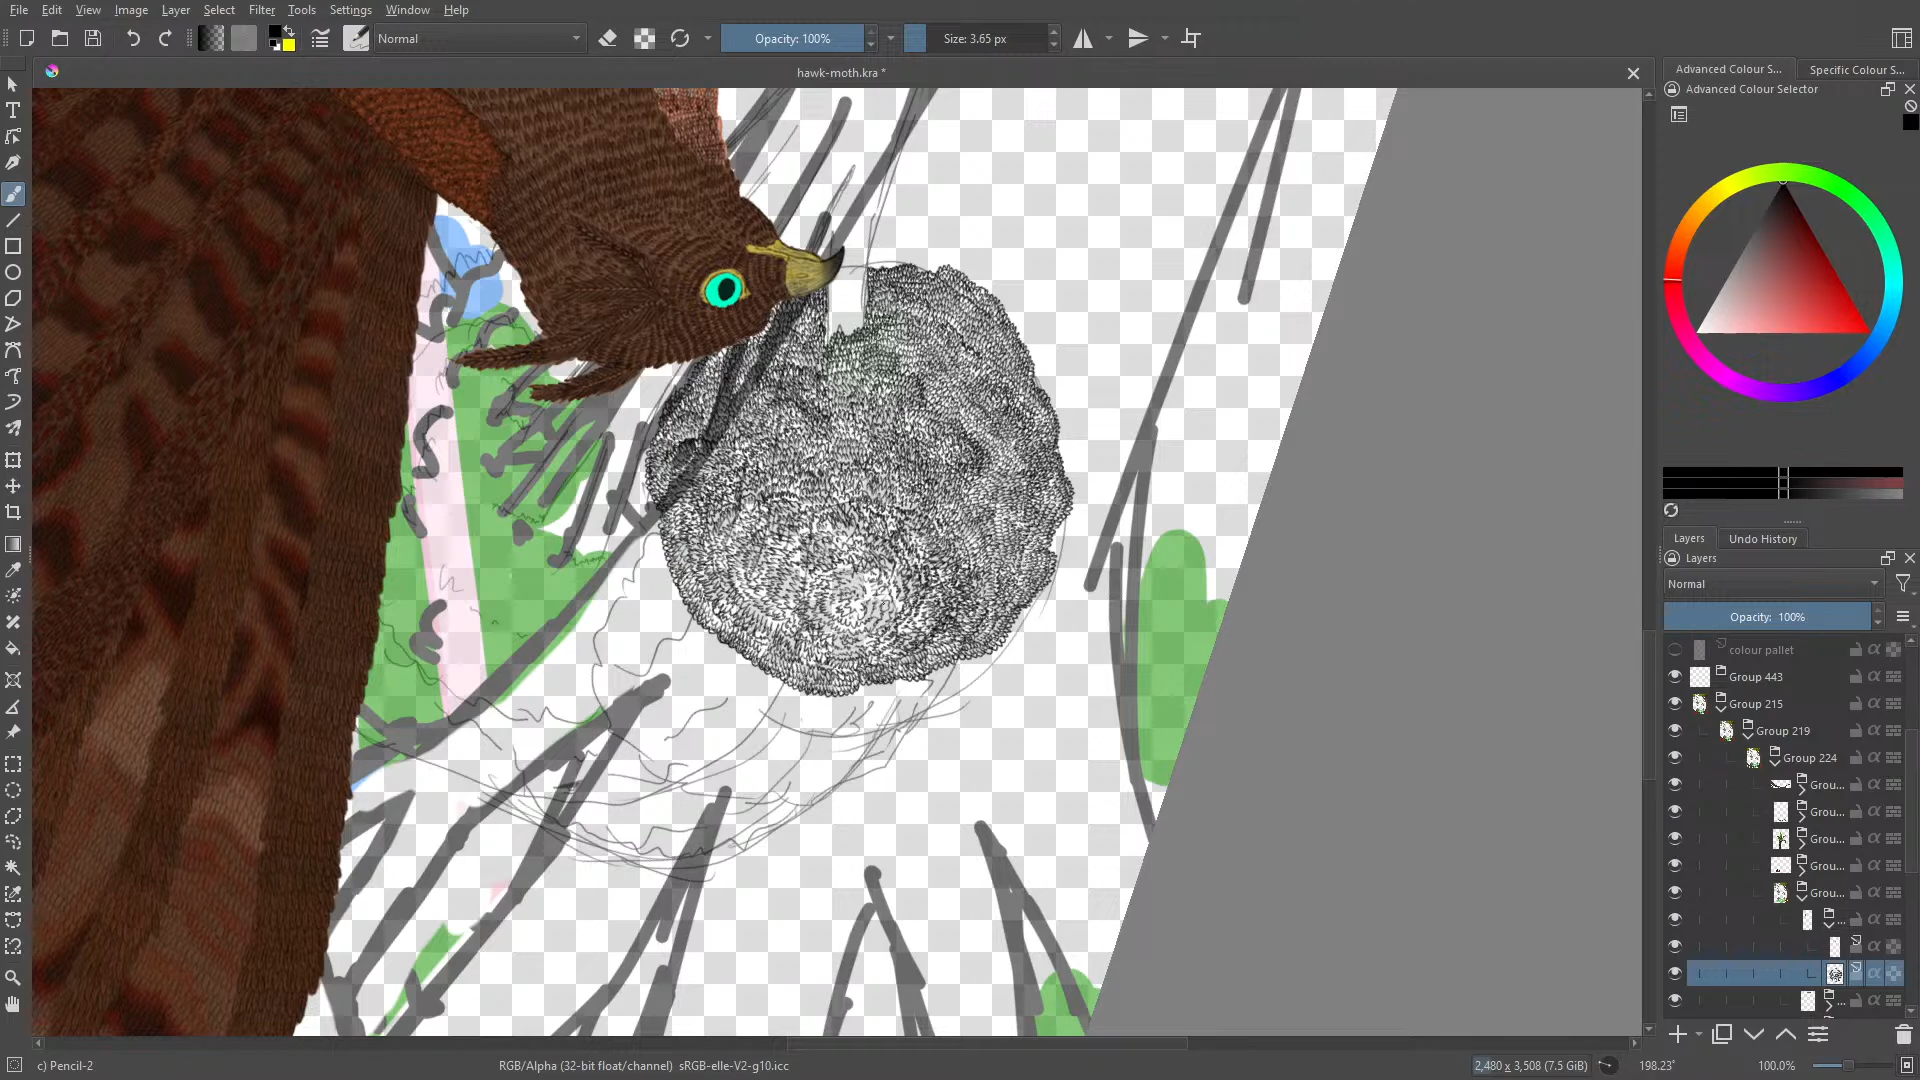 File Edit View Image Layer Select Filter Tools Settings Window Help
Normal
Opacity: 100%
Size: 3.65 px
hawk-moth.kra *
Advanced Colour S... Specific Colour S...
Advanced Colour Selector
Layers Undo History
Layers
Normal
Opacity: 100%
colour pallet
Group 443
Group 215
Group 219
Group 224
Grou...
Grou...
Grou...
Grou...
Grou...
...
...
c) Pencil-2
RGB/Alpha (32-bit float/channel) sRGB-elle-V2-g10.icc
2,480 x 3,508 (7.5 GiB)
198.23°
100.0%